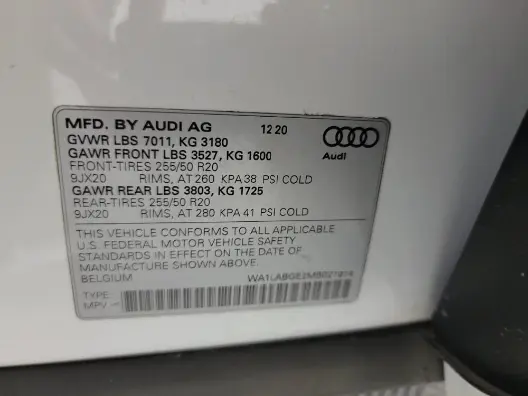 MFD. BY AUDI AG 12 20
GVWR LBS 7011, KG 3180
GAWR FRONT LBS 3527, KG 1600
FRONT-TIRES 255/50 R20
9JX20 RIMS, AT 260 KPA 38 PSI COLD
GAWR REAR LBS 3803, KG 1725
REAR-TIRES 255/50 R20
9JX20 RIMS, AT 280 KPA 41 PSI COLD
Audi
THIS VEHICLE CONFORMS TO ALL APPLICABLE
U.S. FEDERAL MOTOR VEHICLE SAFETY
STANDARDS IN EFFECT ON THE DATE OF
MANUFACTURE SHOWN ABOVE.
BELGIUM
TYPE:
MPV